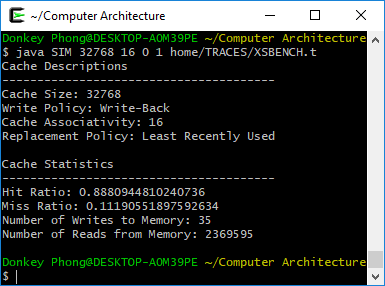 ~/Computer Architecture
Donkey Phong@DESKTOP-AOM39PE ~/Computer Architecture
$ java SIM 32768 16 0 1 home/TRACES/XSBENCH.t
Cache Descriptions
---------------------------------------
Cache Size: 32768
Write Policy: Write-Back
Cache Associativity: 16
Replacement Policy: Least Recently Used
Cache Statistics
---------------------------------------
Hit Ratio: 0.8880944810240736
Miss Ratio: 0.11190551897592634
Number of Writes to Memory: 35
Number of Reads from Memory: 2369595
Donkey Phong@DESKTOP-AOM39PE ~/Computer Architecture
$